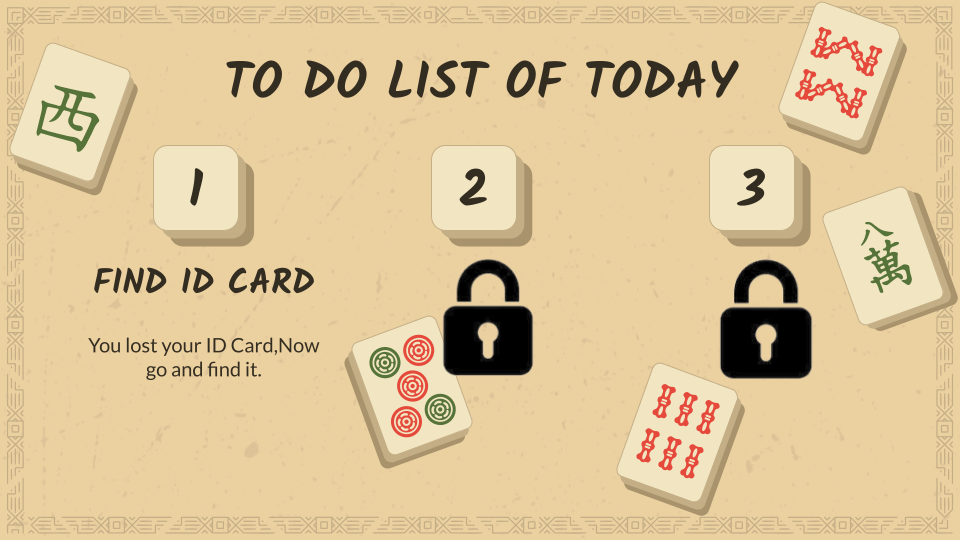 TO DO LIST OF TODAY
西
1
2
3
八
萬
FIND ID CARD
You lost your ID Card,Now
go and find it.